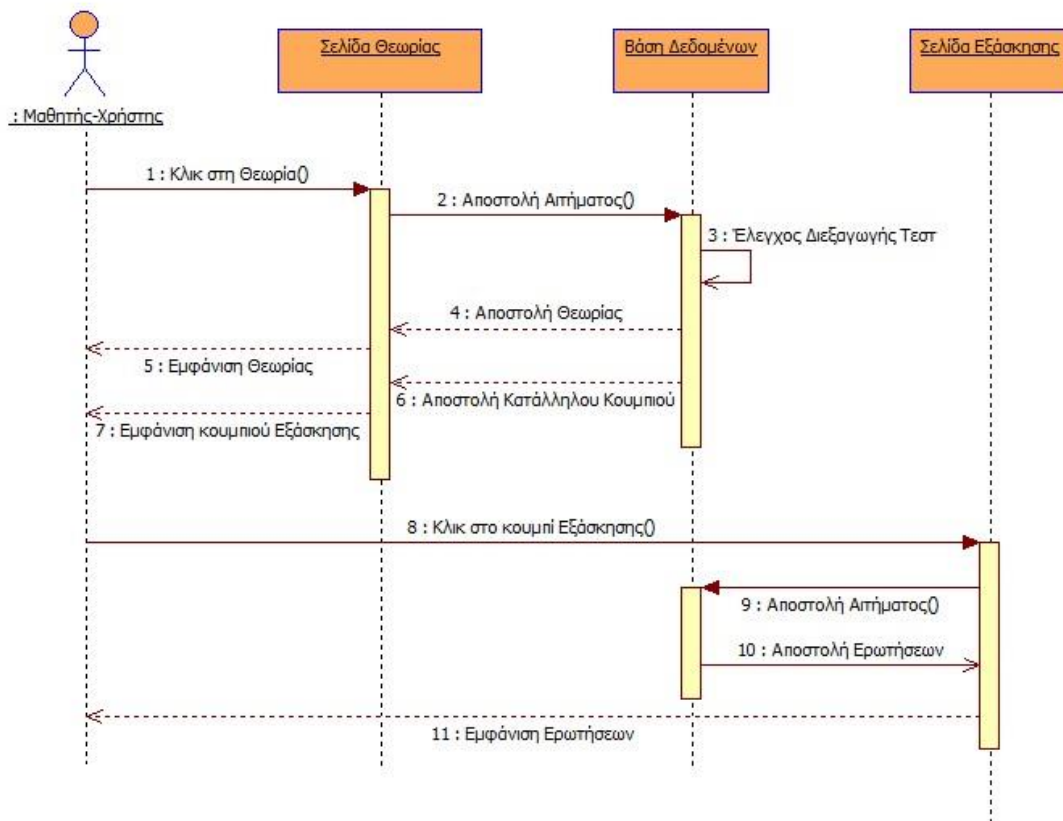 Σελίδα Θεωρίας
Βάση Δεδομένων
Σελίδα Εξάσκησης
: Μαθητής-Χρήστης
1 : Κλικ στη Θεωρία()
2 : Αποστολή Αιτήματος()
3 : Έλεγχος Διεξαγωγής Τεστ
4 : Αποστολή Θεωρίας
5 : Εμφάνιση Θεωρίας
6 : Αποστολή Κατάλληλου Κουμπιού
7 : Εμφάνιση κουμπιού Εξάσκησης
8 : Κλικ στο κουμπί Εξάσκησης()
9 : Αποστολή Αιτήματος()
10 : Αποστολή Ερωτήσεων
11 : Εμφάνιση Ερωτήσεων